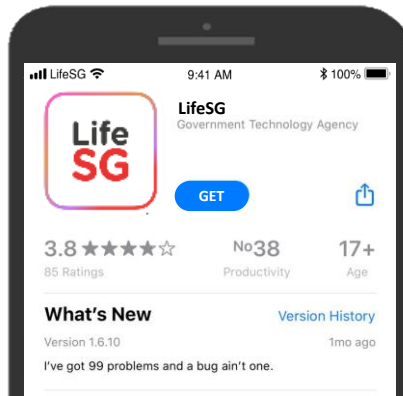 LifeSG 9:41 AM 100%
Life
SG
LifeSG
Government Technology Agency
GET
3.8 No38 17+
85 Ratings Productivity Age
What's New Version History
Version 1.6.10 1mo ago
I've got 99 problems and a bug ain't one.